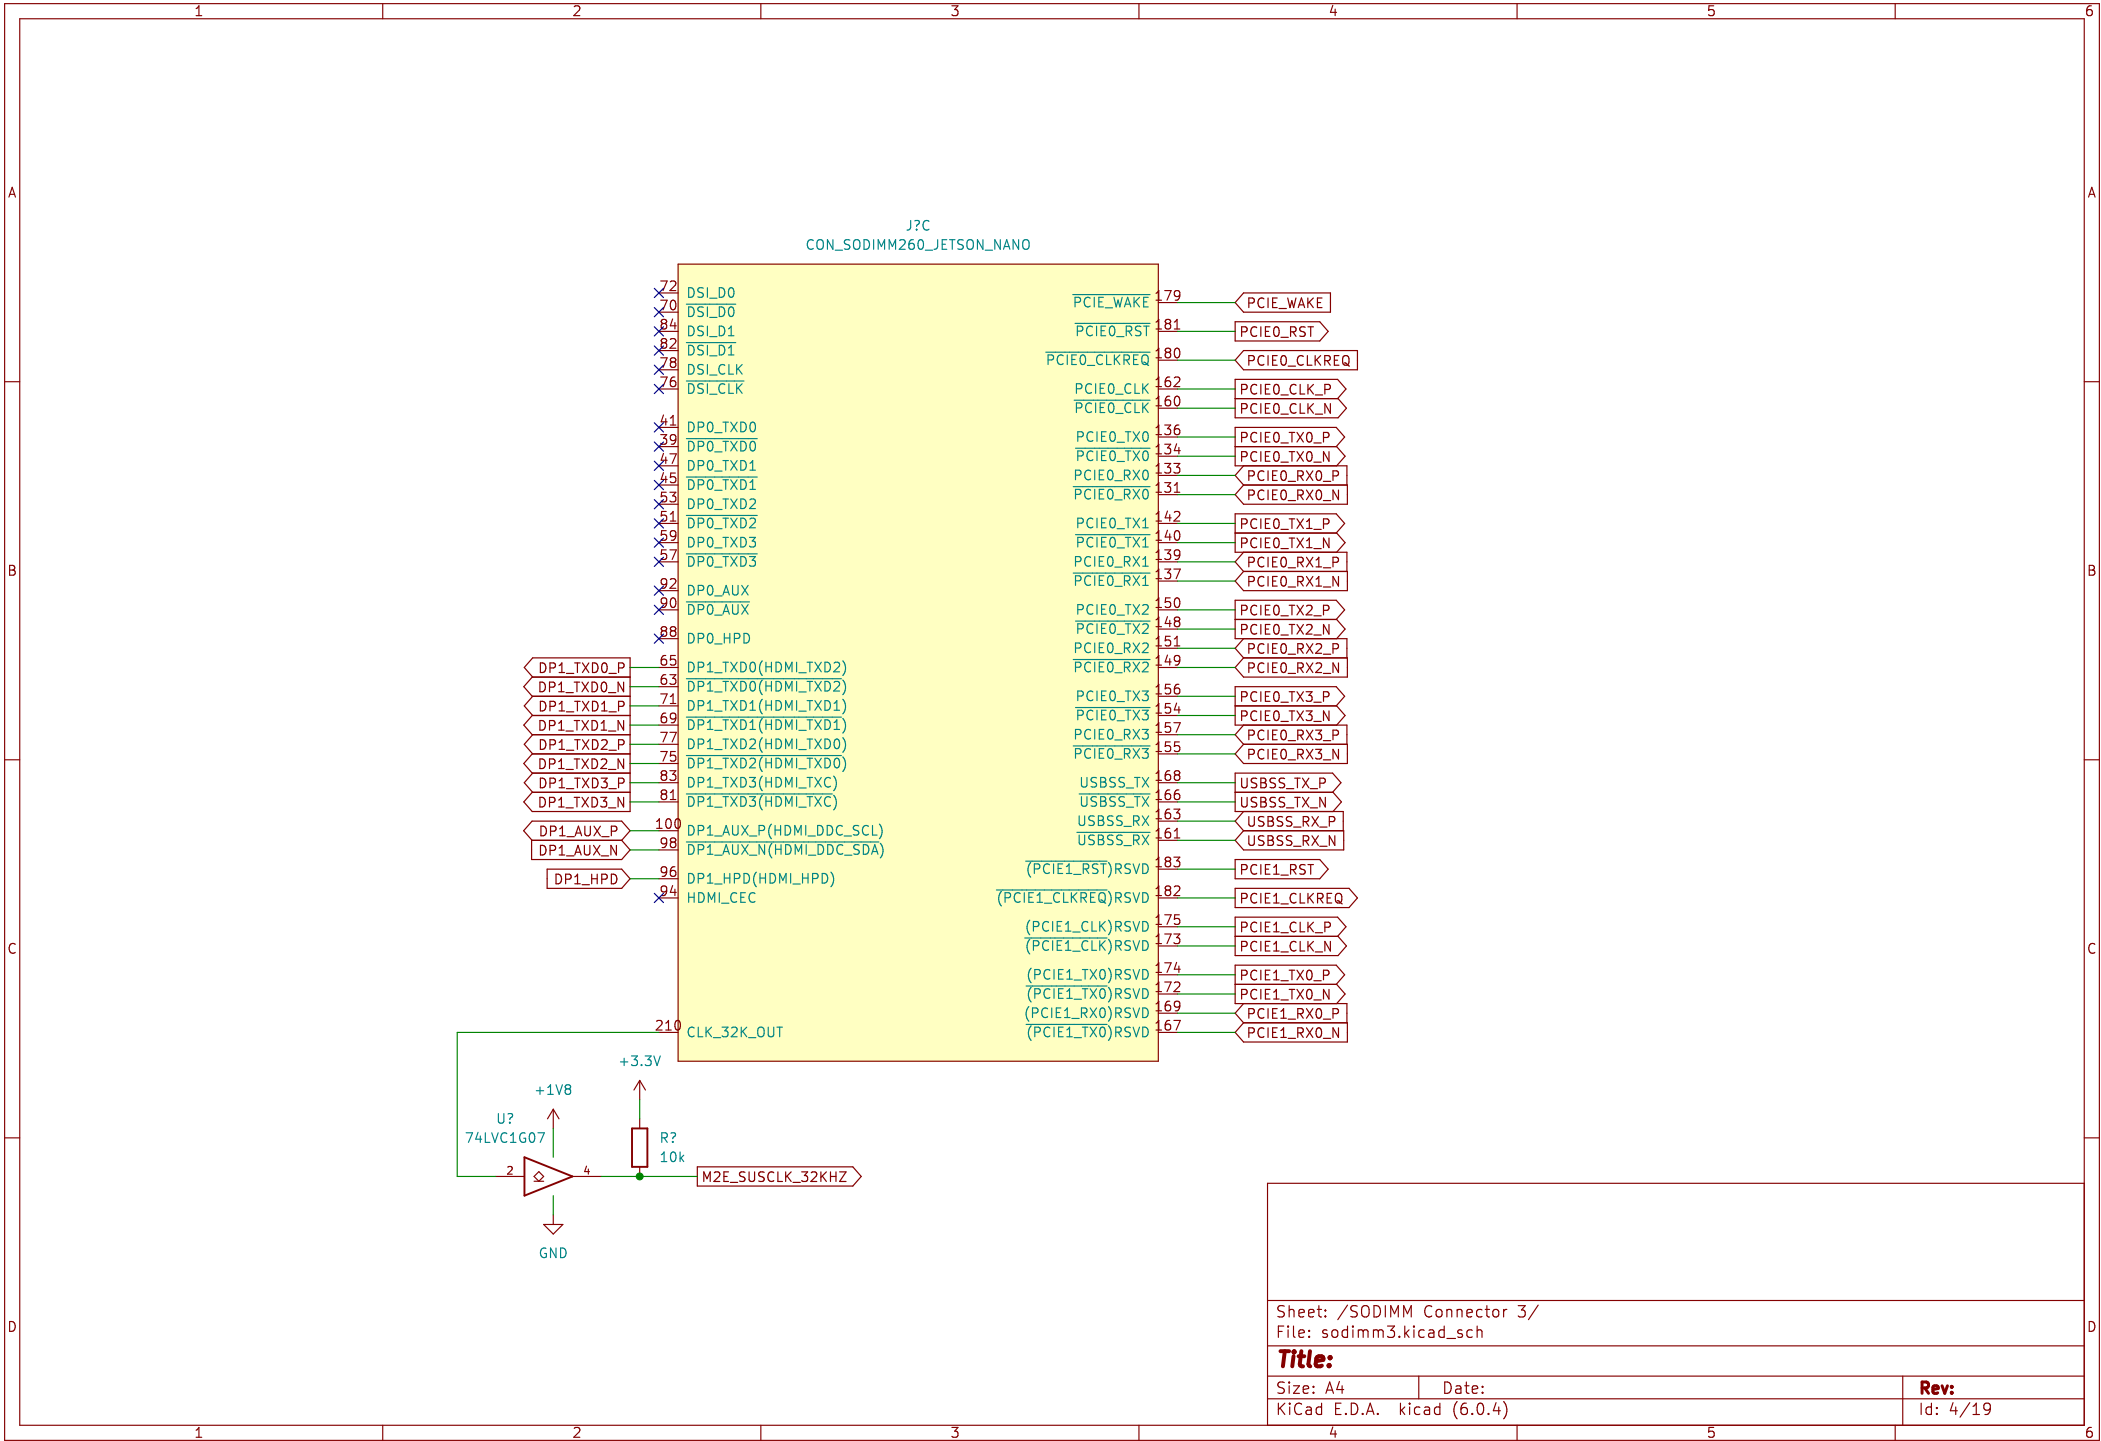 1 2 3 4 5 6
A A
J?C
CON_SODIMM260_JETSON_NANO
72 DSI_D0
70 DSI_D0
84 DSI_D1
82 DSI_D1
78 DSI_CLK
76 DSI_CLK
41 DP0_TXD0
39 DP0_TXD0
47 DP0_TXD1
45 DP0_TXD1
53 DP0_TXD2
51 DP0_TXD2
59 DP0_TXD3
57 DP0_TXD3
92 DP0_AUX
90 DP0_AUX
88 DP0_HPD
DP1_TXD0_P 65 DP1_TXD0(HDMI_TXD2)
DP1_TXD0_N 63 DP1_TXD0(HDMI_TXD2)
DP1_TXD1_P 71 DP1_TXD1(HDMI_TXD1)
DP1_TXD1_N 69 DP1_TXD1(HDMI_TXD1)
DP1_TXD2_P 77 DP1_TXD2(HDMI_TXD0)
DP1_TXD2_N 75 DP1_TXD2(HDMI_TXD0)
DP1_TXD3_P 83 DP1_TXD3(HDMI_TXC)
DP1_TXD3_N 81 DP1_TXD3(HDMI_TXC)
DP1_AUX_P 100 DP1_AUX_P(HDMI_DDC_SCL)
DP1_AUX_N 98 DP1_AUX_N(HDMI_DDC_SDA)
DP1_HPD 96 DP1_HPD(HDMI_HPD)
94 HDMI_CEC
210 CLK_32K_OUT
PCIE_WAKE 179 PCIE_WAKE
PCIE0_RST 181 PCIE0_RST
PCIE0_CLKREQ 180 PCIE0_CLKREQ
PCIE0_CLK 162 PCIE0_CLK_P
PCIE0_CLK 160 PCIE0_CLK_N
PCIE0_TX0 136 PCIE0_TX0_P
PCIE0_TX0 134 PCIE0_TX0_N
PCIE0_RX0 133 PCIE0_RX0_P
PCIE0_RX0 131 PCIE0_RX0_N
PCIE0_TX1 142 PCIE0_TX1_P
PCIE0_TX1 140 PCIE0_TX1_N
PCIE0_RX1 139 PCIE0_RX1_P
PCIE0_RX1 137 PCIE0_RX1_N
PCIE0_TX2 150 PCIE0_TX2_P
PCIE0_TX2 148 PCIE0_TX2_N
PCIE0_RX2 151 PCIE0_RX2_P
PCIE0_RX2 149 PCIE0_RX2_N
PCIE0_TX3 156 PCIE0_TX3_P
PCIE0_TX3 154 PCIE0_TX3_N
PCIE0_RX3 157 PCIE0_RX3_P
PCIE0_RX3 155 PCIE0_RX3_N
USBSS_TX 168 USBSS_TX_P
USBSS_TX 166 USBSS_TX_N
USBSS_RX 163 USBSS_RX_P
USBSS_RX 161 USBSS_RX_N
(PCIE1_RST)RSVD 183 PCIE1_RST
(PCIE1_CLKREQ)RSVD 182 PCIE1_CLKREQ
(PCIE1_CLK)RSVD 175 PCIE1_CLK_P
(PCIE1_CLK)RSVD 173 PCIE1_CLK_N
(PCIE1_TX0)RSVD 174 PCIE1_TX0_P
(PCIE1_TX0)RSVD 172 PCIE1_TX0_N
(PCIE1_RX0)RSVD 169 PCIE1_RX0_P
(PCIE1_TX0)RSVD 167 PCIE1_RX0_N
B B
C C
+3.3V
+1V8
U?
74LVC1G07
R?
10k
2 4
M2E_SUSCLK_32KHZ
GND
D D
Sheet: /SODIMM Connector 3/
File: sodimm3.kicad_sch
Title:
Size: A4 Date: Rev:
KiCad E.D.A. kicad (6.0.4) Id: 4/19
1 2 3 4 5 6